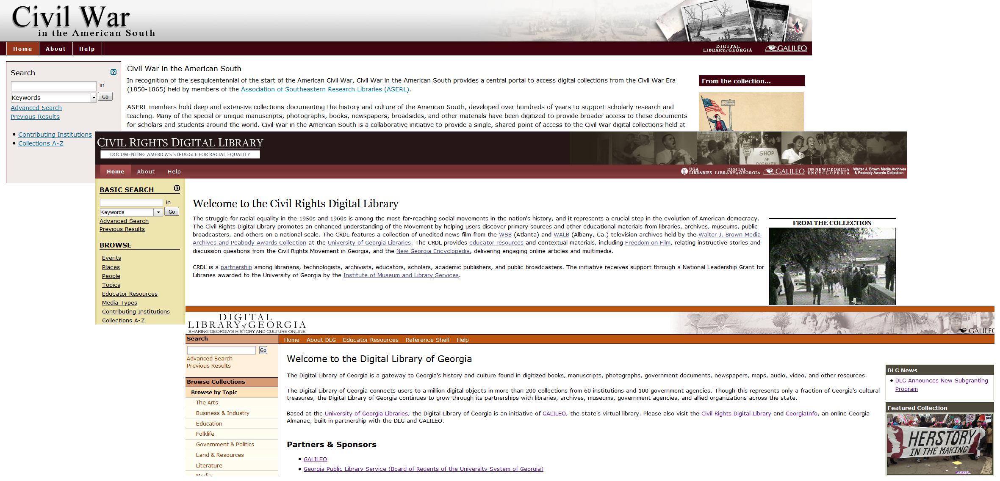 Civil War
in the American South
Home About Help
DIGITAL
LIBRARY of GEORGIA
GALILEO
Search
in
Keywords Go
Advanced Search
Previous Results
Contributing Institutions
Collections A-Z
Civil War in the American South
In recognition of the sesquicentennial of the start of the American Civil War, Civil War in the American South provides a central portal to access digital collections from the Civil War Era
(1850-1865) held by members of the Association of Southeastern Research Libraries (ASERL).
ASERL members hold deep and extensive collections documenting the history and culture of the American South, developed over hundreds of years to support scholarly research and
teaching. Many of the special or unique manuscripts, photographs, books, newspapers, broadsides, and other materials have been digitized to provide broader access to these documents
for scholars and students around the world. Civil War in the American South is a collaborative initiative to provide a single, shared point of access to the Civil War digital collections held at
From the collection...
CIVIL RIGHTS DIGITAL LIBRARY
DOCUMENTING AMERICA'S STRUGGLE FOR RACIAL EQUALITY
SHOP
IN
DIGNITY
Home About Help
UGA
LIBRARIES
DIGITAL
LIBRARY of GEORGIA
GALILEO
THE NEW GEORGIA
ENCYCLOPEDIA
Walter J. Brown Media Archives
& Peabody Awards Collection
BASIC SEARCH
in
Keywords Go
Advanced Search
Previous Results
BROWSE
Events
Places
People
Topics
Educator Resources
Media Types
Contributing Institutions
Collections A-Z
Welcome to the Civil Rights Digital Library
The struggle for racial equality in the 1950s and 1960s is among the most far-reaching social movements in the nation's history, and it represents a crucial step in the evolution of American democracy.
The Civil Rights Digital Library promotes an enhanced understanding of the Movement by helping users discover primary sources and other educational materials from libraries, archives, museums, public
broadcasters, and others on a national scale. The CRDL features a collection of unedited news film from the WSB (Atlanta) and WALB (Albany, Ga.) television archives held by the Walter J. Brown Media
Archives and Peabody Awards Collection at the University of Georgia Libraries. The CRDL provides educator resources and contextual materials, including Freedom on Film, relating instructive stories and
discussion questions from the Civil Rights Movement in Georgia, and the New Georgia Encyclopedia, delivering engaging online articles and multimedia.
CRDL is a partnership among librarians, technologists, archivists, educators, scholars, academic publishers, and public broadcasters. The initiative receives support through a National Leadership Grant for
Libraries awarded to the University of Georgia by the Institute of Museum and Library Services.
FROM THE COLLECTION
DIGITAL
LIBRARY of GEORGIA
SHARING GEORGIA'S HISTORY AND CULTURE ONLINE
GALILEO
Home About DLG Educator Resources Reference Shelf Help
Search
Go
Advanced Search
Previous Results
Browse Collections
Browse by Topic
The Arts
Business & Industry
Education
Folklife
Government & Politics
Land & Resources
Literature
Media
Welcome to the Digital Library of Georgia
The Digital Library of Georgia is a gateway to Georgia's history and culture found in digitized books, manuscripts, photographs, government documents, newspapers, maps, audio, video, and other resources.
The Digital Library of Georgia connects users to a million digital objects in more than 200 collections from 60 institutions and 100 government agencies. Though this represents only a fraction of Georgia's cultural
treasures, the Digital Library of Georgia continues to grow through its partnerships with libraries, archives, museums, government agencies, and allied organizations across the state.
Based at the University of Georgia Libraries, the Digital Library of Georgia is an initiative of GALILEO, the state's virtual library. Please also visit the Civil Rights Digital Library and GeorgiaInfo, an online Georgia
Almanac, built in partnership with the DLG and GALILEO.
Partners & Sponsors
GALILEO
Georgia Public Library Service (Board of Regents of the University System of Georgia)
DLG News
DLG Announces New Subgranting
Program
Featured Collection
HERSTORY
IN THE MAKING